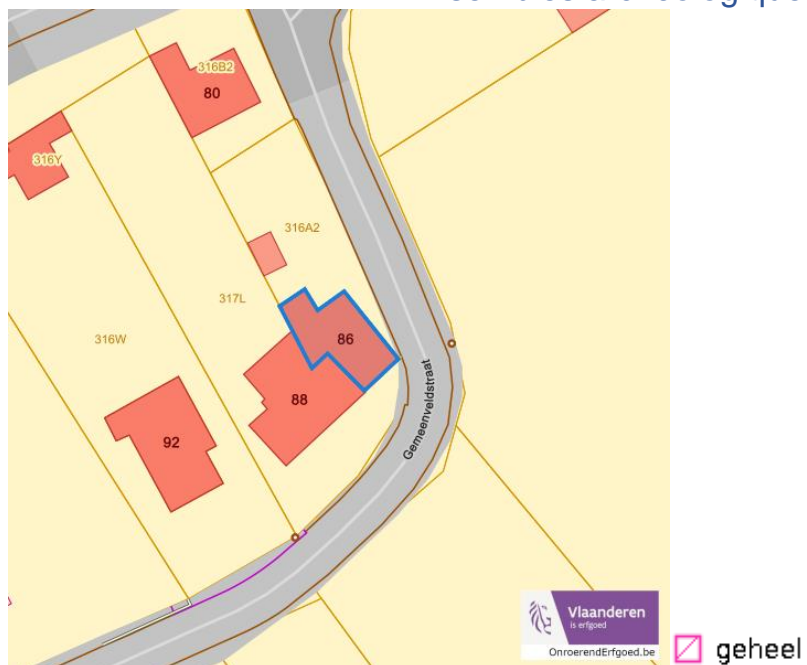 316B2
80
316Y
316A2
317L
316W
86
88
92
Gemeenveldstraat
Vlaanderen
is erfgoed
OnroerendErfgoed.be
geheel